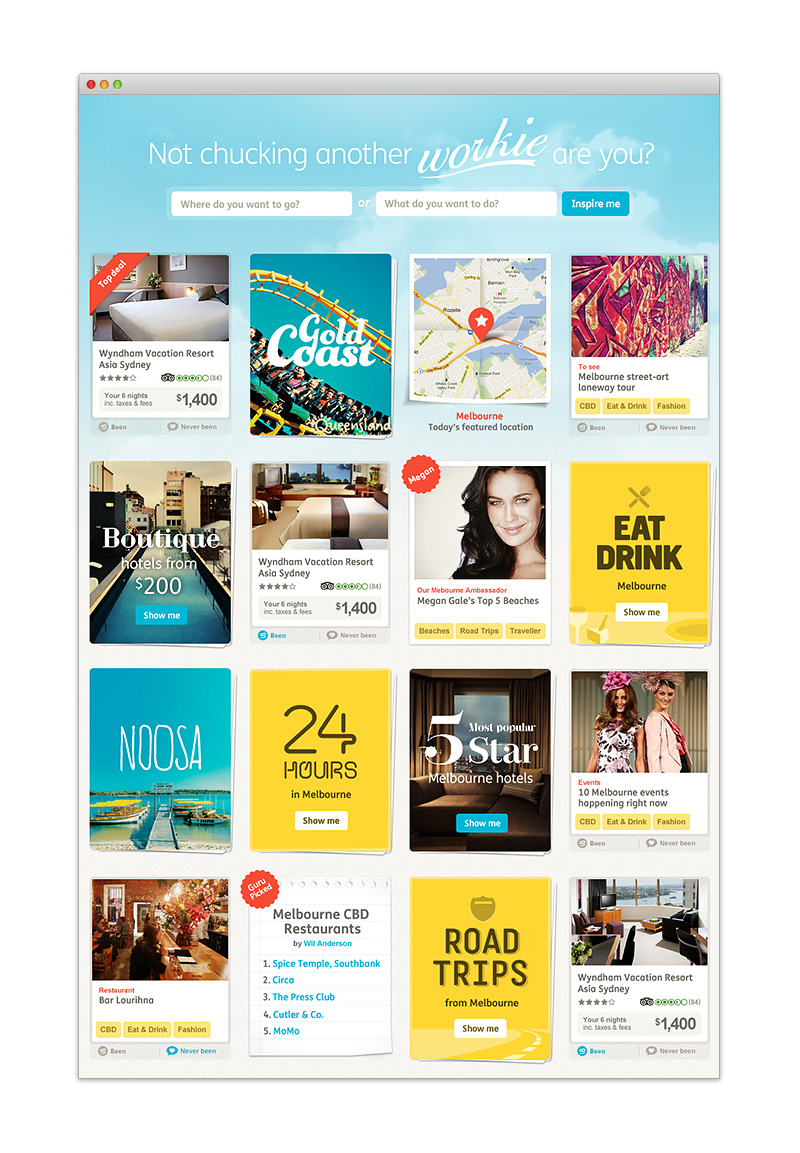 Not chucking another workie are you?
Where do you want to go?
or
What do you want to do?
Inspire me
Top deal
Wyndham Vacation Resort
Asia Sydney
(84)
Your 6 nights
inc. taxes & fees
$1,400
Been
Never been
Gold
Coast
Queensland
Rozelle
Balmain
Birchgrove
Melbourne
Today's featured location
To see
Melbourne street-art
laneway tour
CBD
Eat & Drink
Fashion
Been
Never been
Boutique
hotels from
$200
Show me
Wyndham Vacation Resort
Asia Sydney
(84)
Your 6 nights
inc. taxes & fees
$1,400
Been
Never been
Megan
Our Mebourne Ambassador
Megan Gale's Top 5 Beaches
Beaches
Road Trips
Traveller
EAT
DRINK
Melbourne
Show me
NOOSA
24
HOURS
in Melbourne
Show me
5 Most popular
Star
Melbourne hotels
Show me
Events
10 Melbourne events
happening right now
CBD
Eat & Drink
Fashion
Been
Never been
Restaurant
Bar Lourihna
CBD
Eat & Drink
Fashion
Been
Never been
Guru
Picked
Melbourne CBD
Restaurants
by Wil Anderson
1. Spice Temple, Southbank
2. Circa
3. The Press Club
4. Cutler & Co.
5. MoMo
ROAD
TRIPS
from Melbourne
Show me
Wyndham Vacation Resort
Asia Sydney
(84)
Your 6 nights
inc. taxes & fees
$1,400
Been
Never been